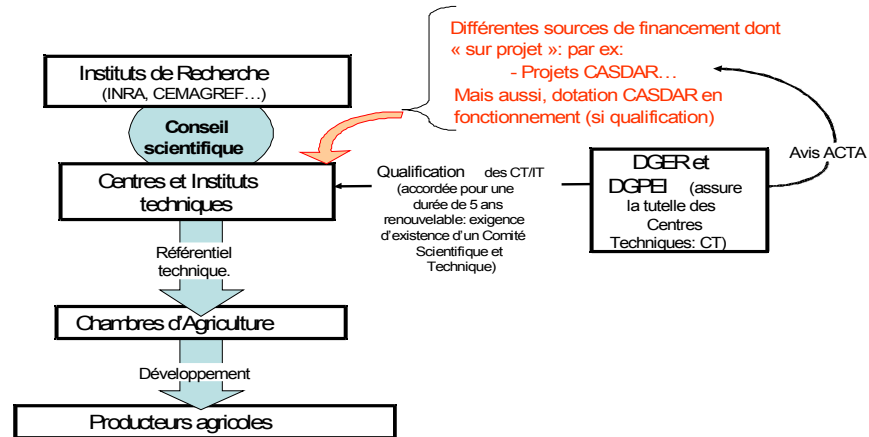 Différentes sources de financement dont
« sur projet »: par ex:
- Projets CASDAR…
Mais aussi, dotation CASDAR en
fonctionnement (si qualification)
Instituts de Recherche
(INRA, CEMAGREF…)
Conseil
scientifique
Avis ACTA
Centres et Instituts
techniques
Qualification des CT/IT
(accordée pour une
durée de 5 ans
renouvelable: exigence
d'existence d'un Comité
Scientifique et
Technique)
DGER et
DGPEI (assure
la tutelle des
Centres
Techniques: CT)
Référentiel
technique.
Chambres d'Agriculture
Développement
Producteurs agricoles